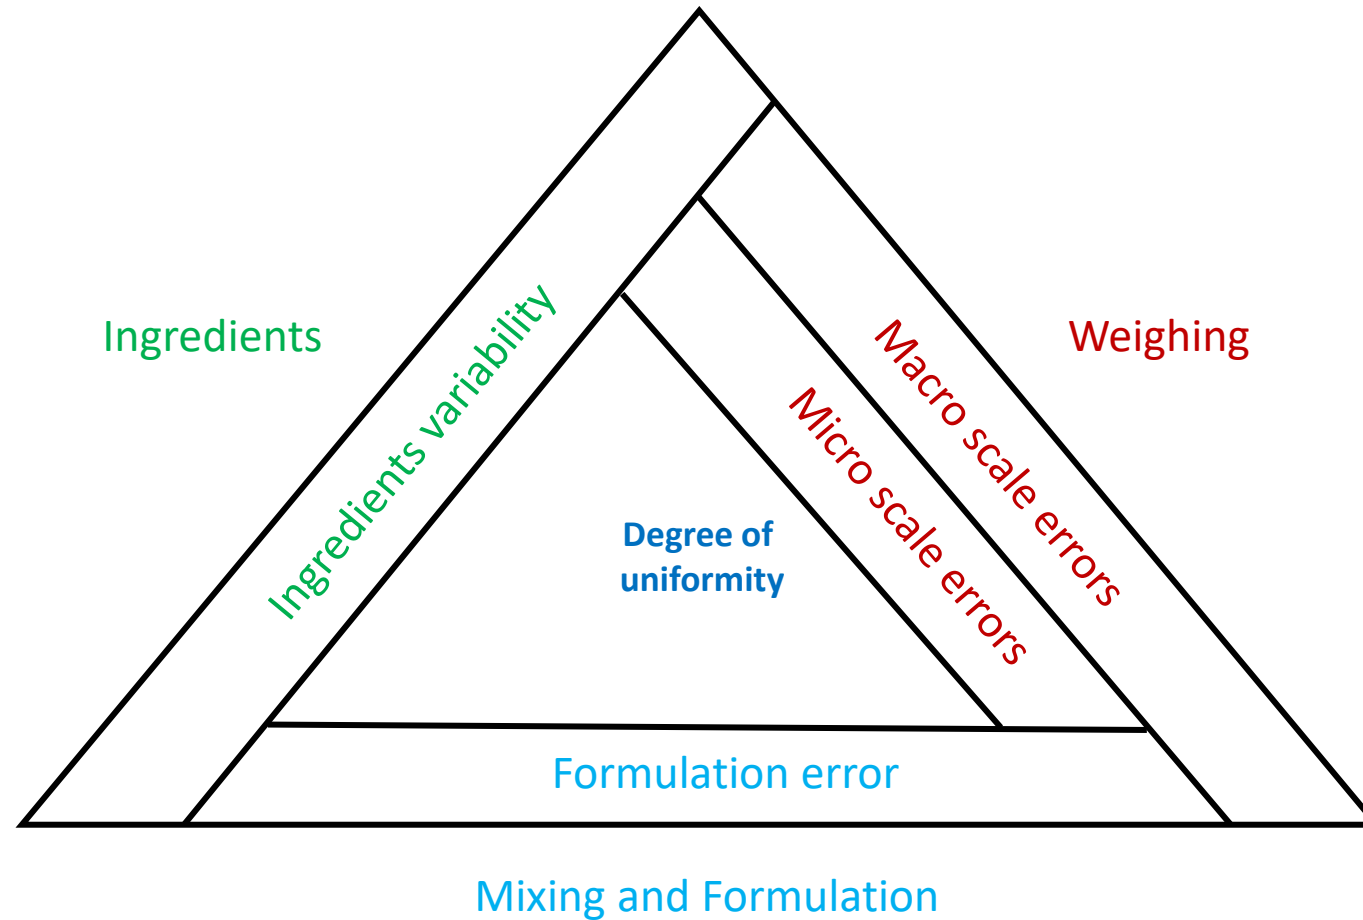 Ingredients
Ingredients variability
Weighing
Macro scale errors
Micro scale errors
Degree of
uniformity
Formulation error
Mixing and Formulation